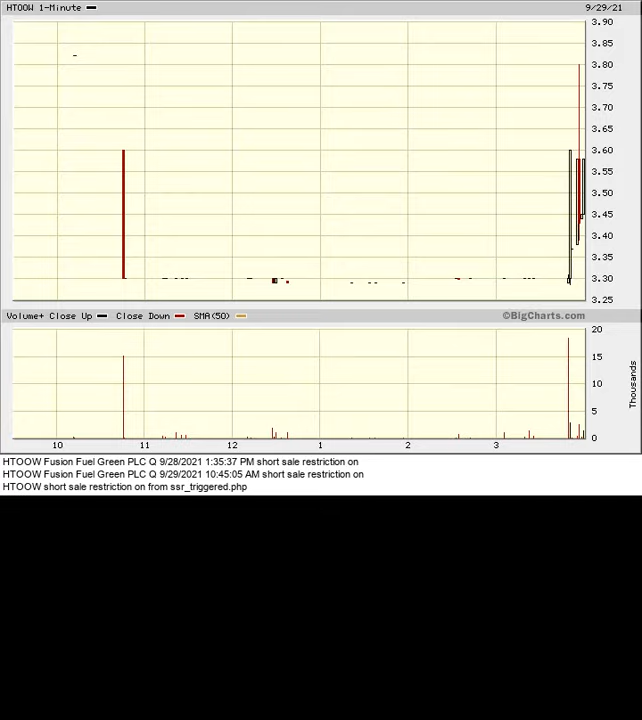 HTOOW 1-Minute 9/29/21
3.90
3.85
3.80
3.75
3.70
3.65
3.60
3.55
3.50
3.45
3.40
3.35
3.30
3.25
Volume+ Close Up Close Down SMA(50) ©BigCharts.com
20
15
10
5
0
Thousands
10 11 12 1 2 3
HTOOW Fusion Fuel Green PLC Q 9/28/2021 1:35:37 PM short sale restriction on
HTOOW Fusion Fuel Green PLC Q 9/29/2021 10:45:05 AM short sale restriction on
HTOOW short sale restriction on from ssr_triggered.php